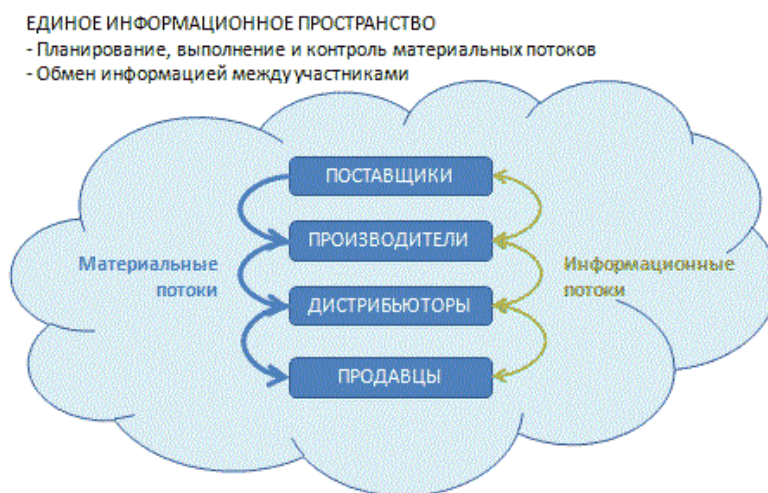 ЕДИНОЕ ИНФОРМАЦИОННОЕ ПРОСТРАНСТВО
- Планирование, выполнение и контроль материальных потоков
- Обмен информацией между участниками
ПОСТАВЩИКИ
ПРОИЗВОДИТЕЛИ
Материальные
потоки
Информационные
потоки
ДИСТРИБЬЮТОРЫ
ПРОДАВЦЫ